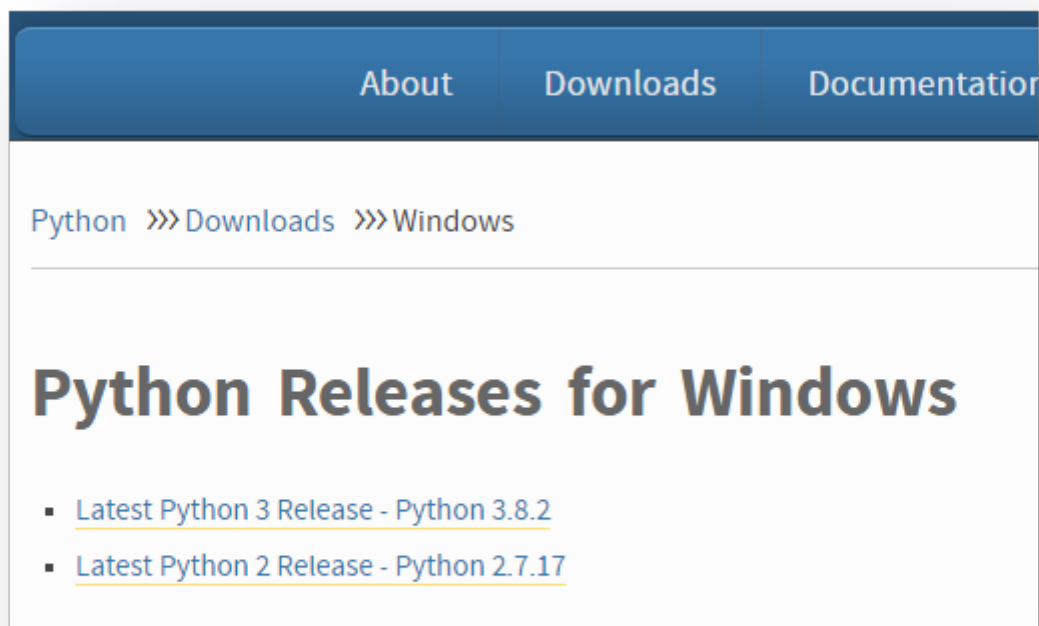 About Downloads Documentation
Python >>> Downloads >>> Windows
Python Releases for Windows
Latest Python 3 Release - Python 3.8.2
Latest Python 2 Release - Python 2.7.17